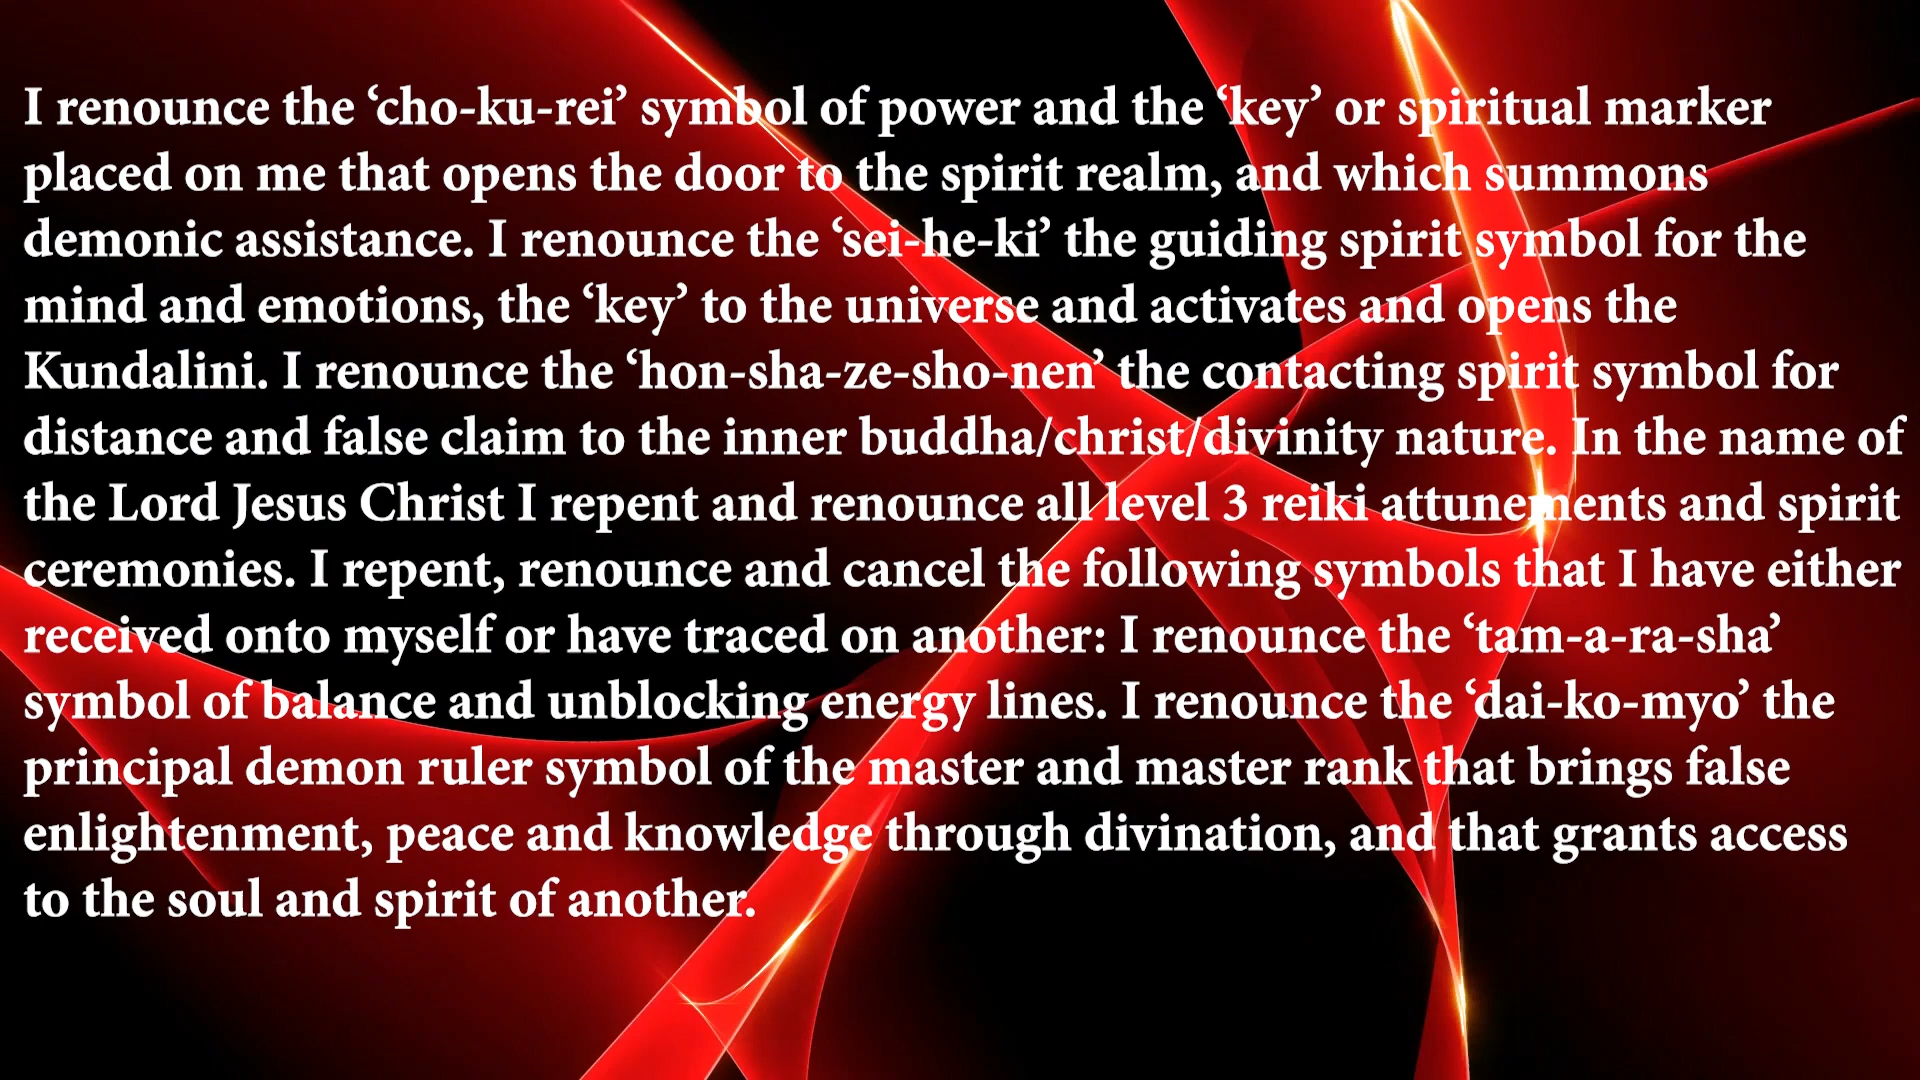 I renounce the ‘cho-ku-rei’ symbol of power and the ‘key’ or spiritual marker
placed on me that opens the door to the spirit realm, and which summons
demonic assistance. I renounce the ‘sei-he-ki’ the guiding spirit symbol for the
mind and emotions, the ‘key’ to the universe and activates and opens the
Kundalini. I renounce the ‘hon-sha-ze-sho-nen’ the contacting spirit symbol for
distance and false claim to the inner buddha/christ/divinity nature. In the name of
the Lord Jesus Christ I repent and renounce all level 3 reiki attunements and spirit
ceremonies. I repent, renounce and cancel the following symbols that I have either
received onto myself or have traced on another: I renounce the ‘tam-a-ra-sha’
symbol of balance and unblocking energy lines. I renounce the ‘dai-ko-myo’ the
principal demon ruler symbol of the master and master rank that brings false
enlightenment, peace and knowledge through divination, and that grants access
to the soul and spirit of another.